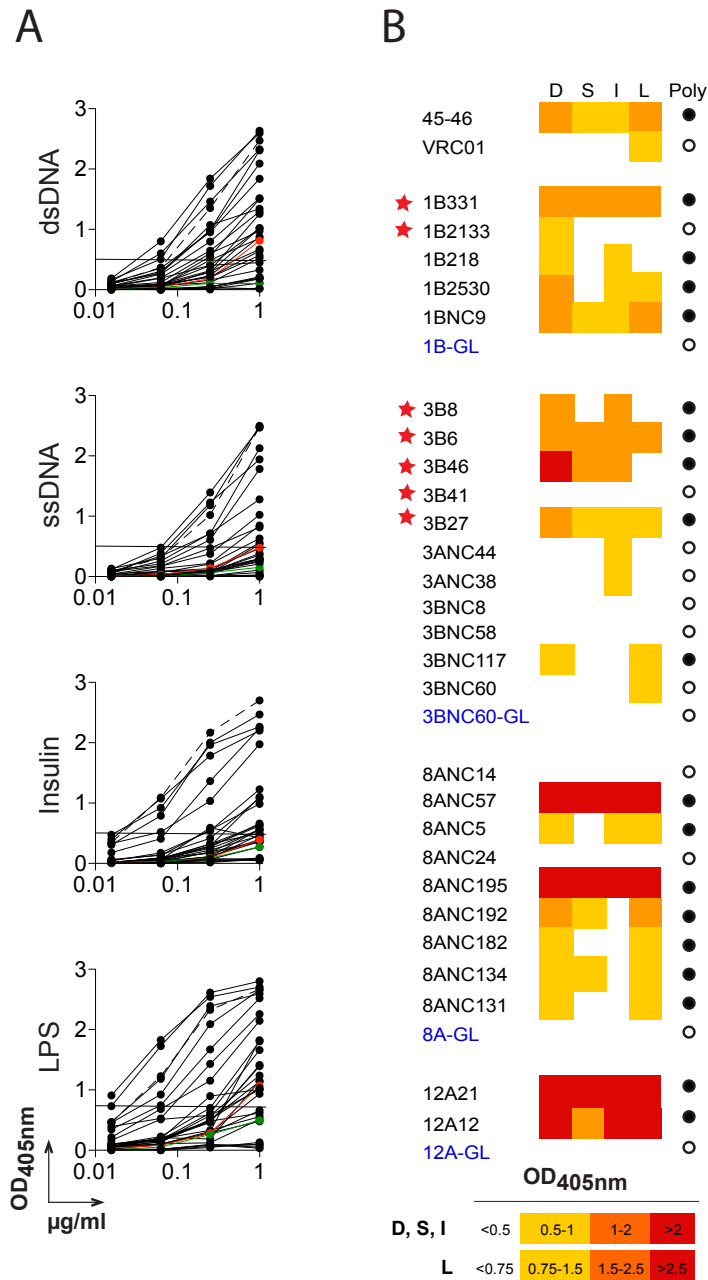 A
B
dsDNA
3
2
1
0
0.01
0.1
1
ssDNA
3
2
1
0
0.01
0.1
1
Insulin
3
2
1
0
0.01
0.1
1
LPS
3
2
1
0
0.01
0.1
1
OD405nm
µg/ml
D S I L Poly
45-46
VRC01
1B331
1B2133
1B218
1B2530
1BNC9
1B-GL
3B8
3B6
3B46
3B41
3B27
3ANC44
3ANC38
3BNC8
3BNC58
3BNC117
3BNC60
3BNC60-GL
8ANC14
8ANC57
8ANC5
8ANC24
8ANC195
8ANC192
8ANC182
8ANC134
8ANC131
8A-GL
12A21
12A12
12A-GL
OD405nm
D, S, I <0.5 0.5-1 1-2 >2
L <0.75 0.75-1.5 1.5-2.5 >2.5